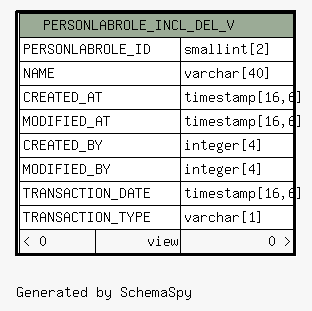 PERSONLABROLE_INCL_DEL_V
PERSONLABROLE_ID smallint[2]
NAME varchar[40]
CREATED_AT timestamp[16,6]
MODIFIED_AT timestamp[16,6]
CREATED_BY integer[4]
MODIFIED_BY integer[4]
TRANSACTION_DATE timestamp[16,6]
TRANSACTION_TYPE varchar[1]
< 0 view 0 >
Generated by SchemaSpy